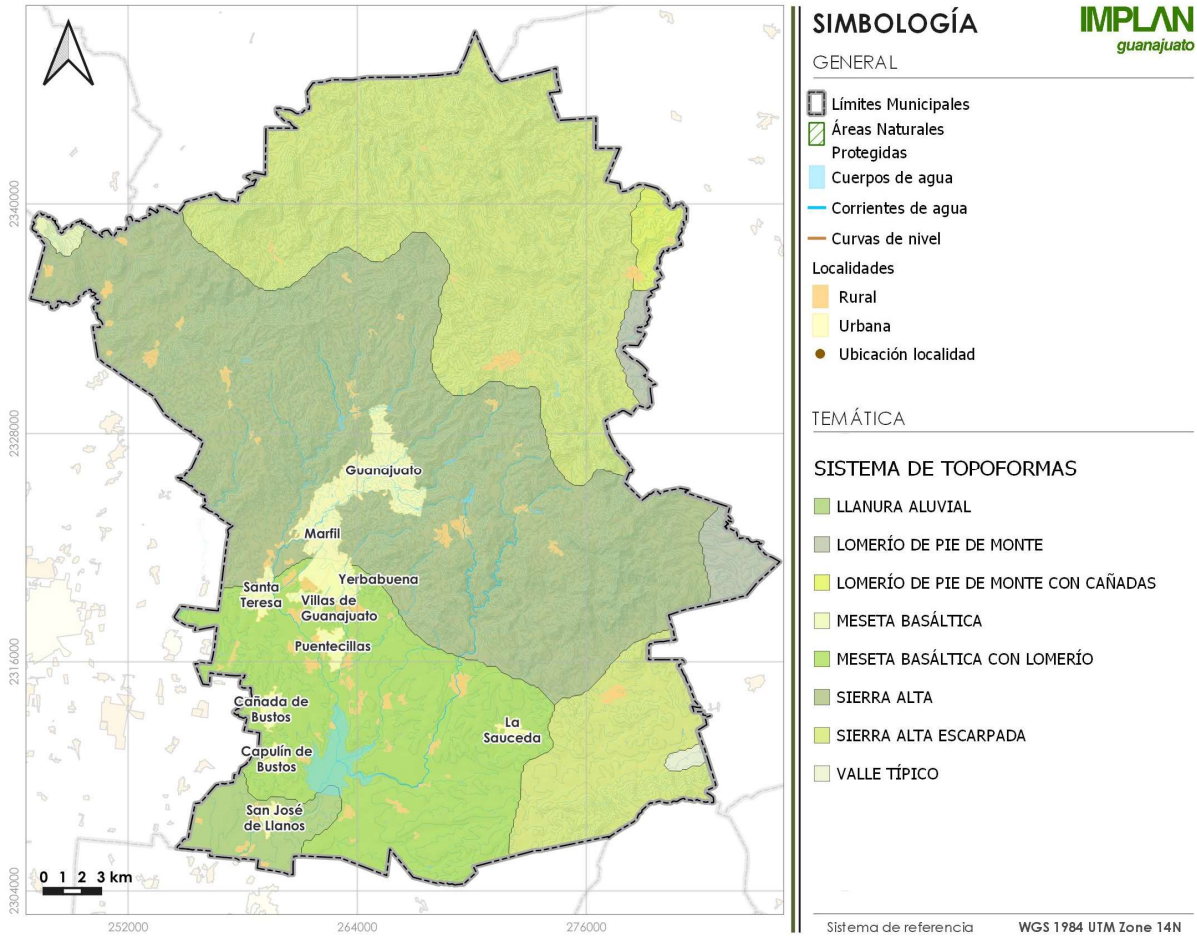 SIMBOLOGÍA
IMPLAN
guanajuato
GENERAL
Límites Municipales
Áreas Naturales
Protegidas
Cuerpos de agua
Corrientes de agua
Curvas de nivel
Localidades
Rural
Urbana
Ubicación localidad
TEMÁTICA
SISTEMA DE TOPOFORMAS
LLANURA ALUVIAL
LOMERÍO DE PIE DE MONTE
LOMERÍO DE PIE DE MONTE CON CAÑADAS
MESETA BASÁLTICA
MESETA BASÁLTICA CON LOMERÍO
SIERRA ALTA
SIERRA ALTA ESCARPADA
VALLE TÍPICO
Sistema de referencia WGS 1984 UTM Zone 14N
2340000
2328000
2316000
2304000
252000
264000
276000
Guanajuato
Marfil
Yerbabuena
Santa
Teresa
Villas de
Guanajuato
Puentecillas
Cañada de
Bustos
La
Sauceda
Capulín de
Bustos
San José
de Llanos
0 1 2 3 km